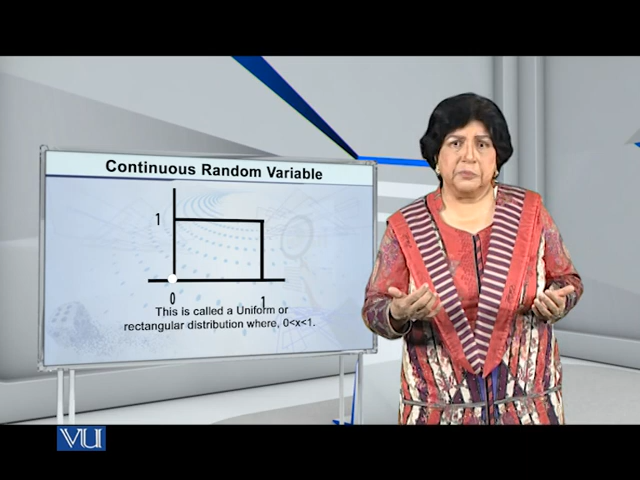 Continuous Random Variable
1
0 1
This is called a Uniform or
rectangular distribution where, 0<x<1.
VU